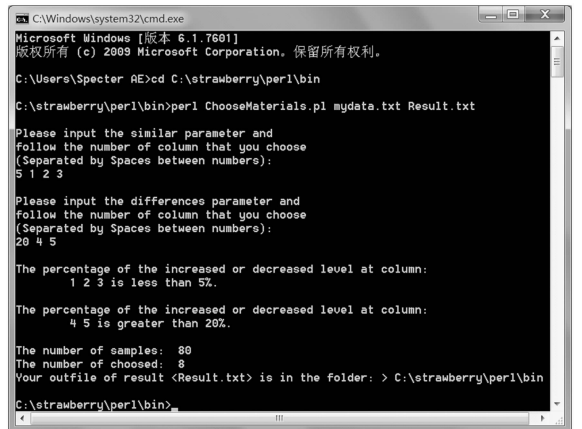 C:\Windows\system32\cmd.exe
Microsoft Windows [版本 6.1.7601]
版权所有 (c) 2009 Microsoft Corporation。保留所有权利。
C:\Users\Specter AE>cd C:\strawberry\perl\bin
C:\strawberry\perl\bin>perl ChooseMaterials.pl mydata.txt Result.txt
Please input the similar parameter and
follow the number of column that you choose
(Separated by Spaces between numbers):
5 1 2 3
Please input the differences parameter and
follow the number of column that you choose
(Separated by Spaces between numbers):
20 4 5
The percentage of the increased or decreased level at column:
1 2 3 is less than 5%.
The percentage of the increased or decreased level at column:
4 5 is greater than 20%.
The number of samples: 80
The number of choosed: 8
Your outfile of result <Result.txt> is in the folder: > C:\strawberry\perl\bin
C:\strawberry\perl\bin>_